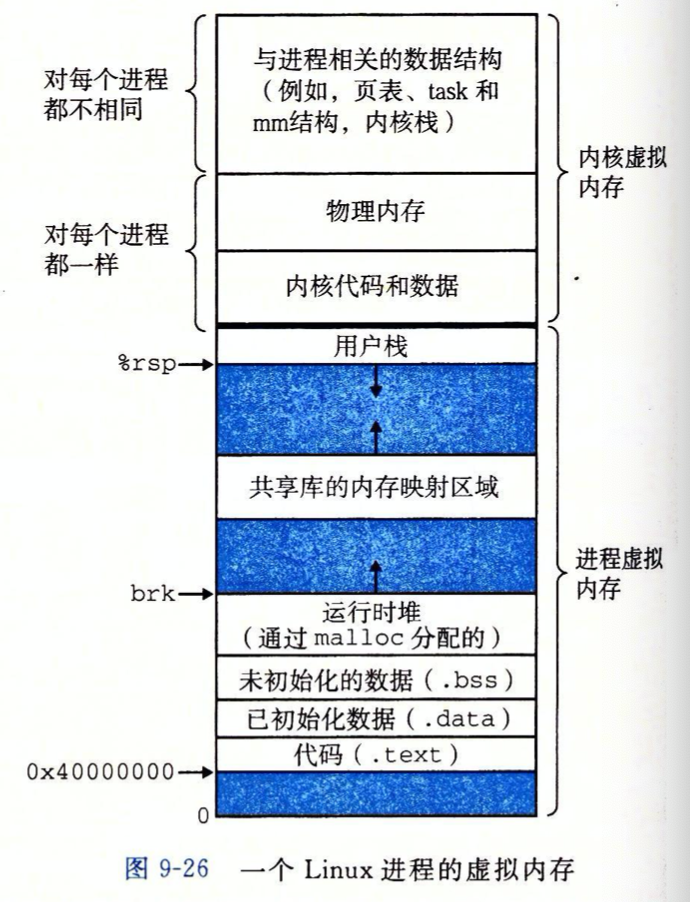 对每个进程
都不相同
与进程相关的数据结构
（例如，页表、task 和
mm结构，内核栈）
内核虚拟
内存
对每个进程
都一样
物理内存
内核代码和数据
用户栈
%rsp
共享库的内存映射区域
进程虚拟
内存
brk
运行时堆
（通过 malloc 分配的）
未初始化的数据（.bss）
已初始化数据（.data）
代码（.text）
0x40000000
0
图 9-26 一个 Linux 进程的虚拟内存